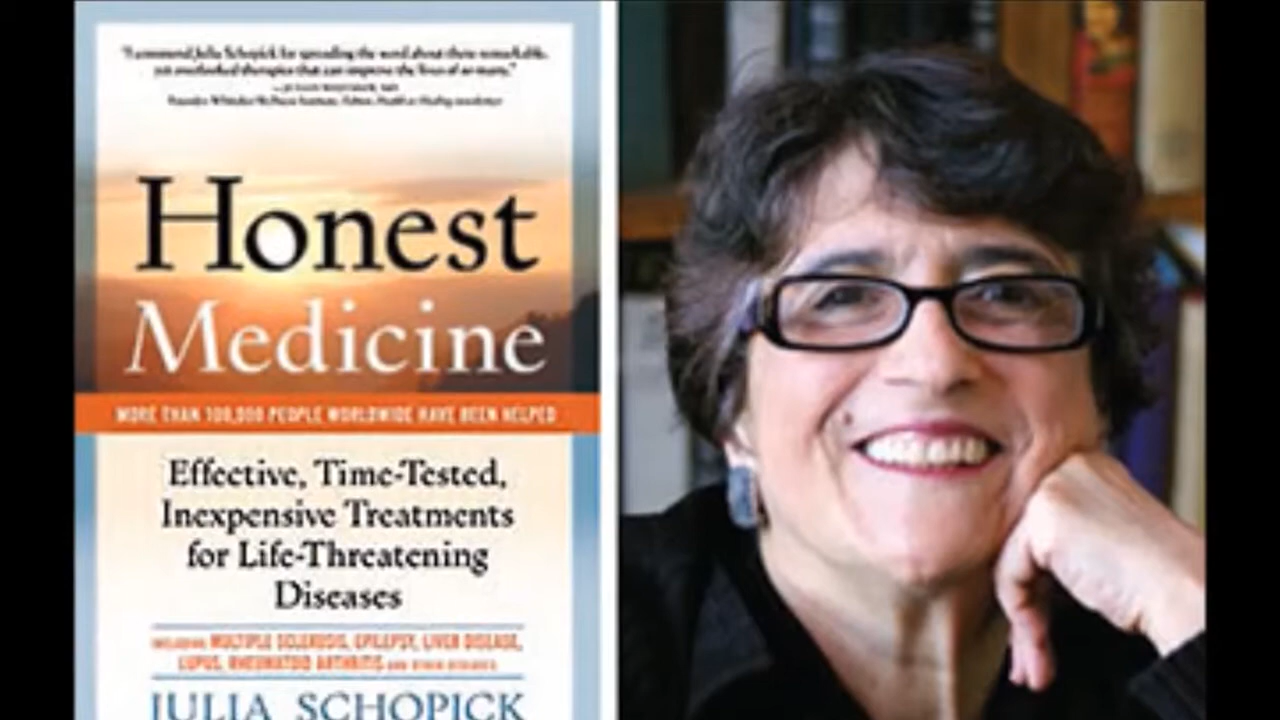 "I commend Julia Schopick for spreading the word about these remarkable,
yet overlooked therapies that can improve the lives of so many."
Honest
Medicine
MORE THAN 100,000 PEOPLE WORLDWIDE HAVE BEEN HELPED
Effective, Time-Tested,
Inexpensive Treatments
for Life-Threatening
Diseases
INCLUDING MULTIPLE SCLEROSIS, EPILEPSY, LIVER DISEASE,
LUPUS, RHEUMATOID ARTHRITIS AND OTHER DISEASES
JULIA SCHOPICK